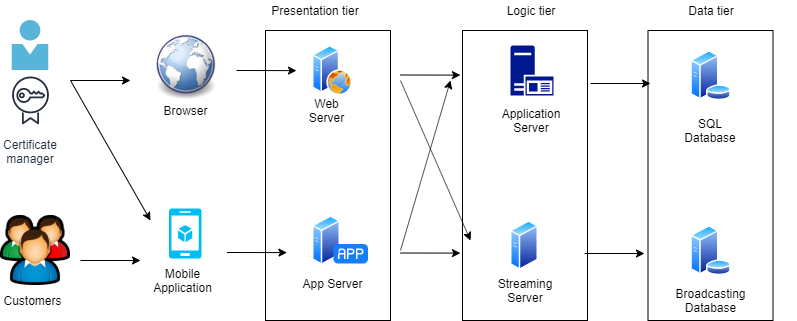 Presentation tier
Logic tier
Data tier
Certificate
manager
Browser
Web
Server
Application
Server
SQL
Database
Customers
Mobile
Application
APP
App Server
Streaming
Server
Broadcasting
Database